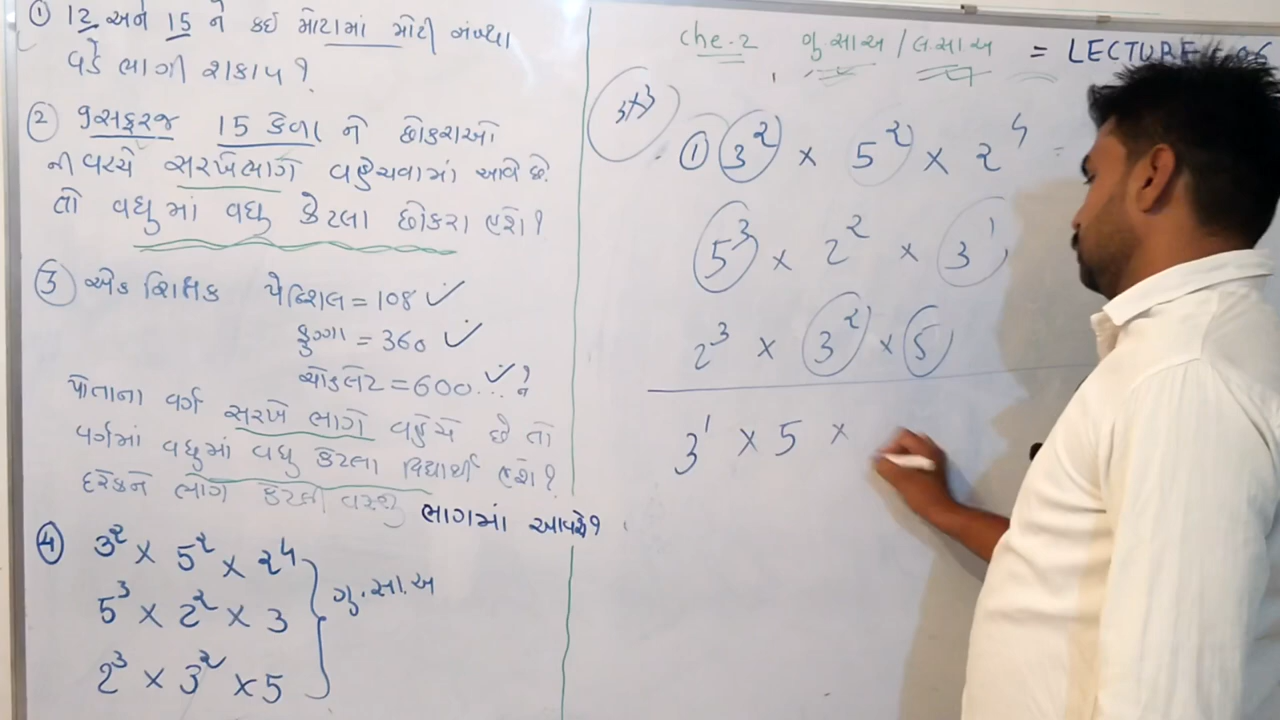 ① 12 અને 15 ને કઈ મોટામાં મોટી સંખ્યા
વડે ભાગી શકાય ?
② 9 સફરજ 15 કેળા ને છોકરાઓ
ની વચ્ચે સરખેભાગે વહેચવામાં આવે છે.
તો વધુમાં વધુ કેટલા છોકરા હશે ?
③ એક શિક્ષક પેન્સિલ = 108 ✓
ફુગ્ગા = 360 ✓
ચોકલેટ = 600 ✓ ને
પોતાના વર્ગ સરખે ભાગે વહેચે છે તો
વર્ગમાં વધુમાં વધુ કેટલા વિદ્યાર્થી હશે ?
દરેકને ભાગે કેટલી વસ્તુ ભાગમાં આવશે ?
④ 3² × 5² × 2⁴
5³ × 2² × 3
2³ × 3² × 5
ગુ.સા.અ
Che.2 ગુ.સા.અ / લ.સા.અ = LECTURE 06
3×3
① 3² × 5² × 2⁴
5³ × 2² × 3¹
2³ × 3² × 5
3¹ × 5 ×